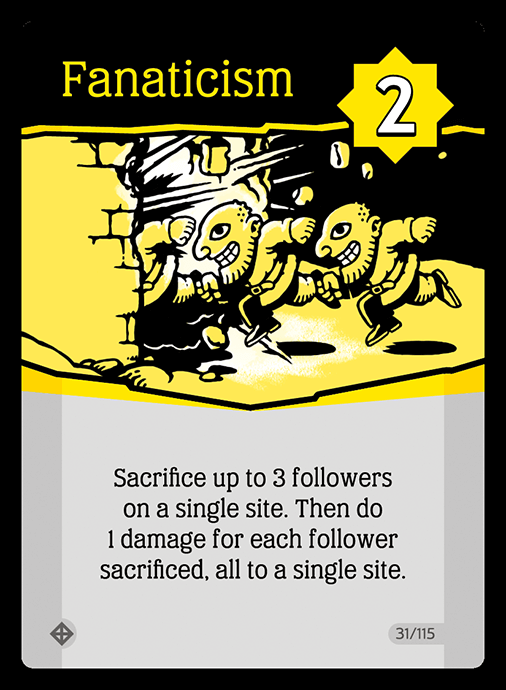 Fanaticism
2
Sacrifice up to 3 followers
on a single site. Then do
1 damage for each follower
sacrificed, all to a single site.
31/115